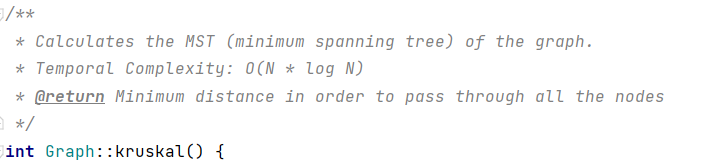 /**
* Calculates the MST (minimum spanning tree) of the graph.
* Temporal Complexity: O(N * log N)
* @return Minimum distance in order to pass through all the nodes
*/
int Graph::kruskal() {